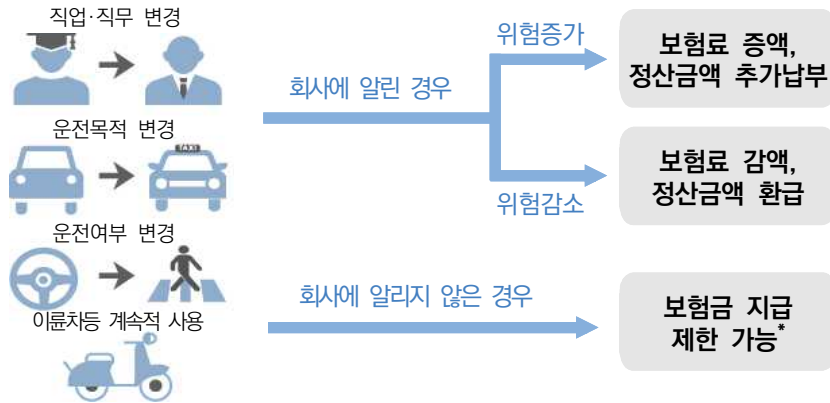 직업·직무 변경
운전목적 변경
TAXI
운전여부 변경
이륜차등 계속적 사용
회사에 알린 경우
위험증가
위험감소
보험료 증액,
정산금액 추가납부
보험료 감액,
정산금액 환급
회사에 알리지 않은 경우
보험금 지급
제한 가능*